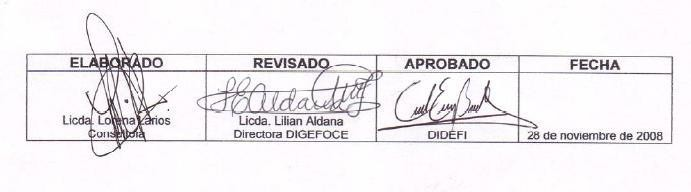 ELABORADO REVISADO APROBADO FECHA
Licda. Lorena Larios Licda. Lilian Aldana
Consultora Directora DIGEFOCE DIDEFI 28 de noviembre de 2008